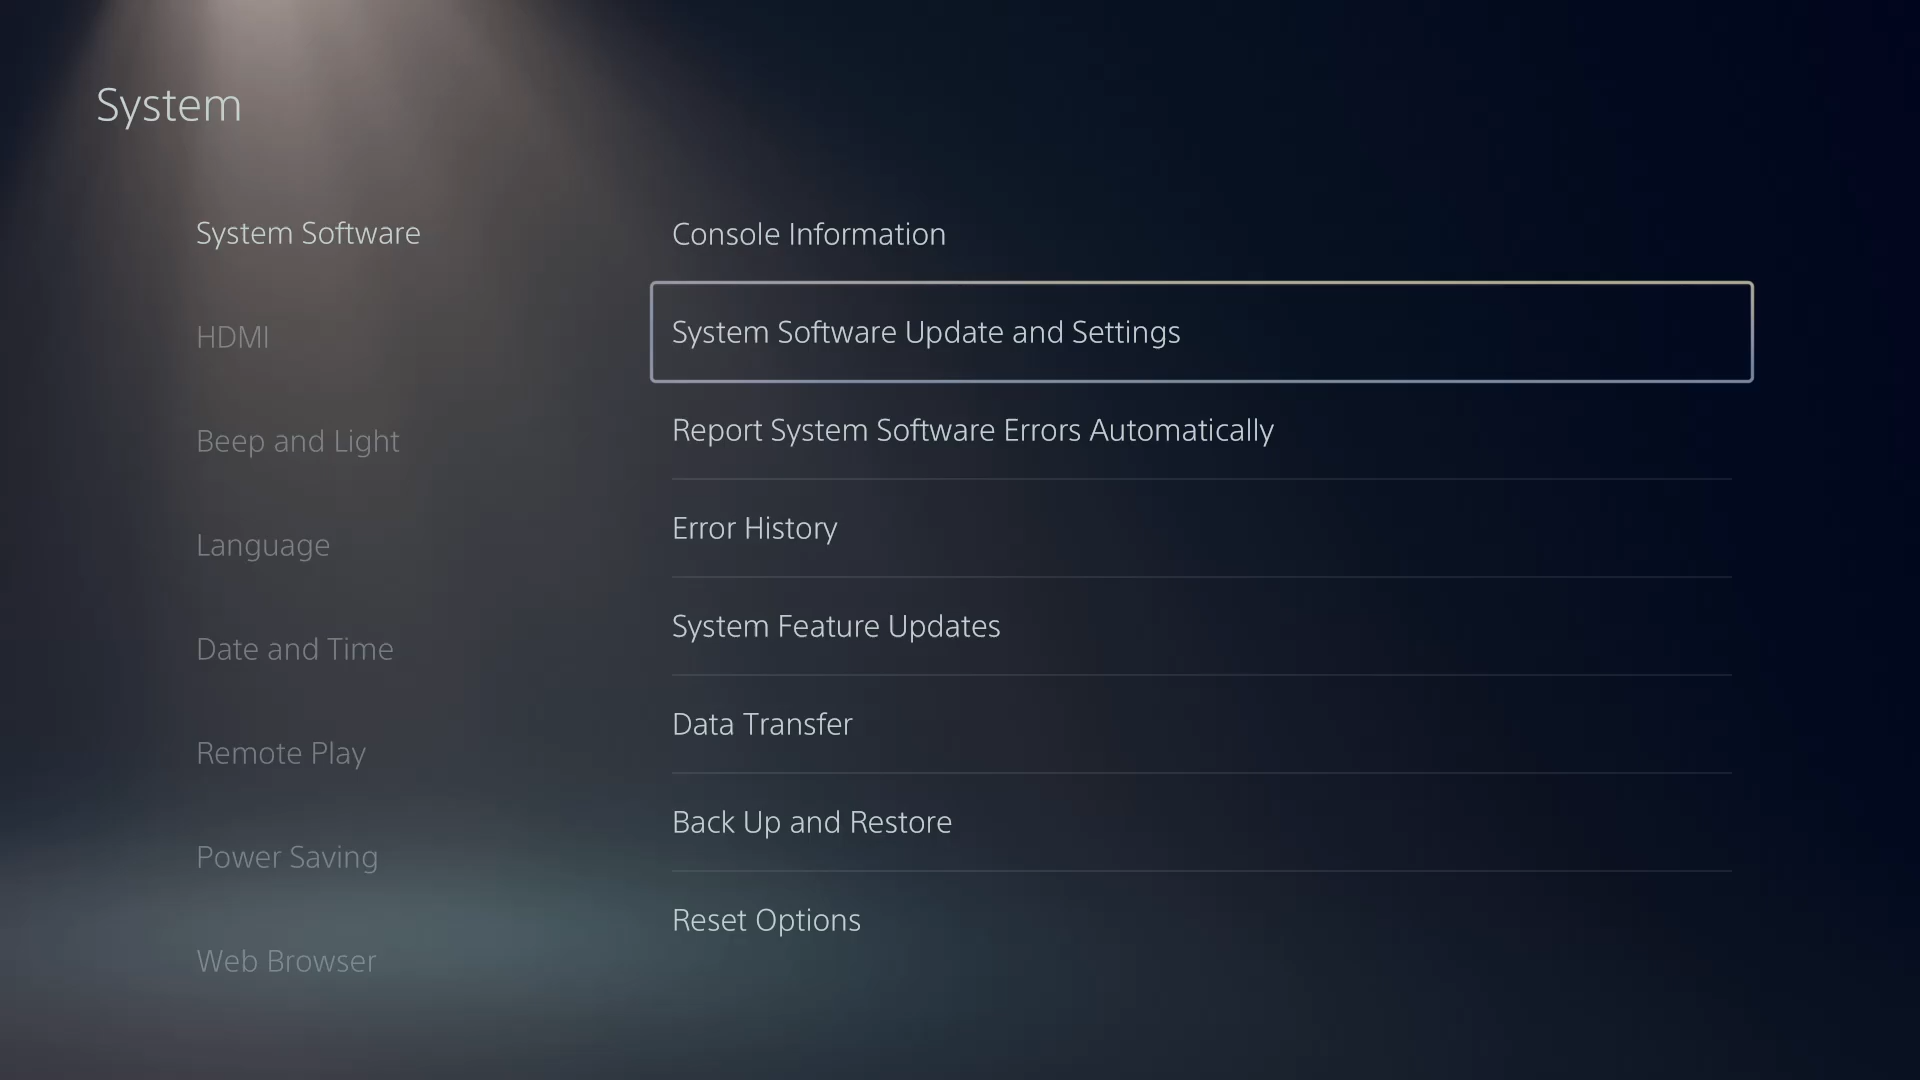 System
System Software
HDMI
Beep and Light
Language
Date and Time
Remote Play
Power Saving
Web Browser
Console Information
System Software Update and Settings
Report System Software Errors Automatically
Error History
System Feature Updates
Data Transfer
Back Up and Restore
Reset Options